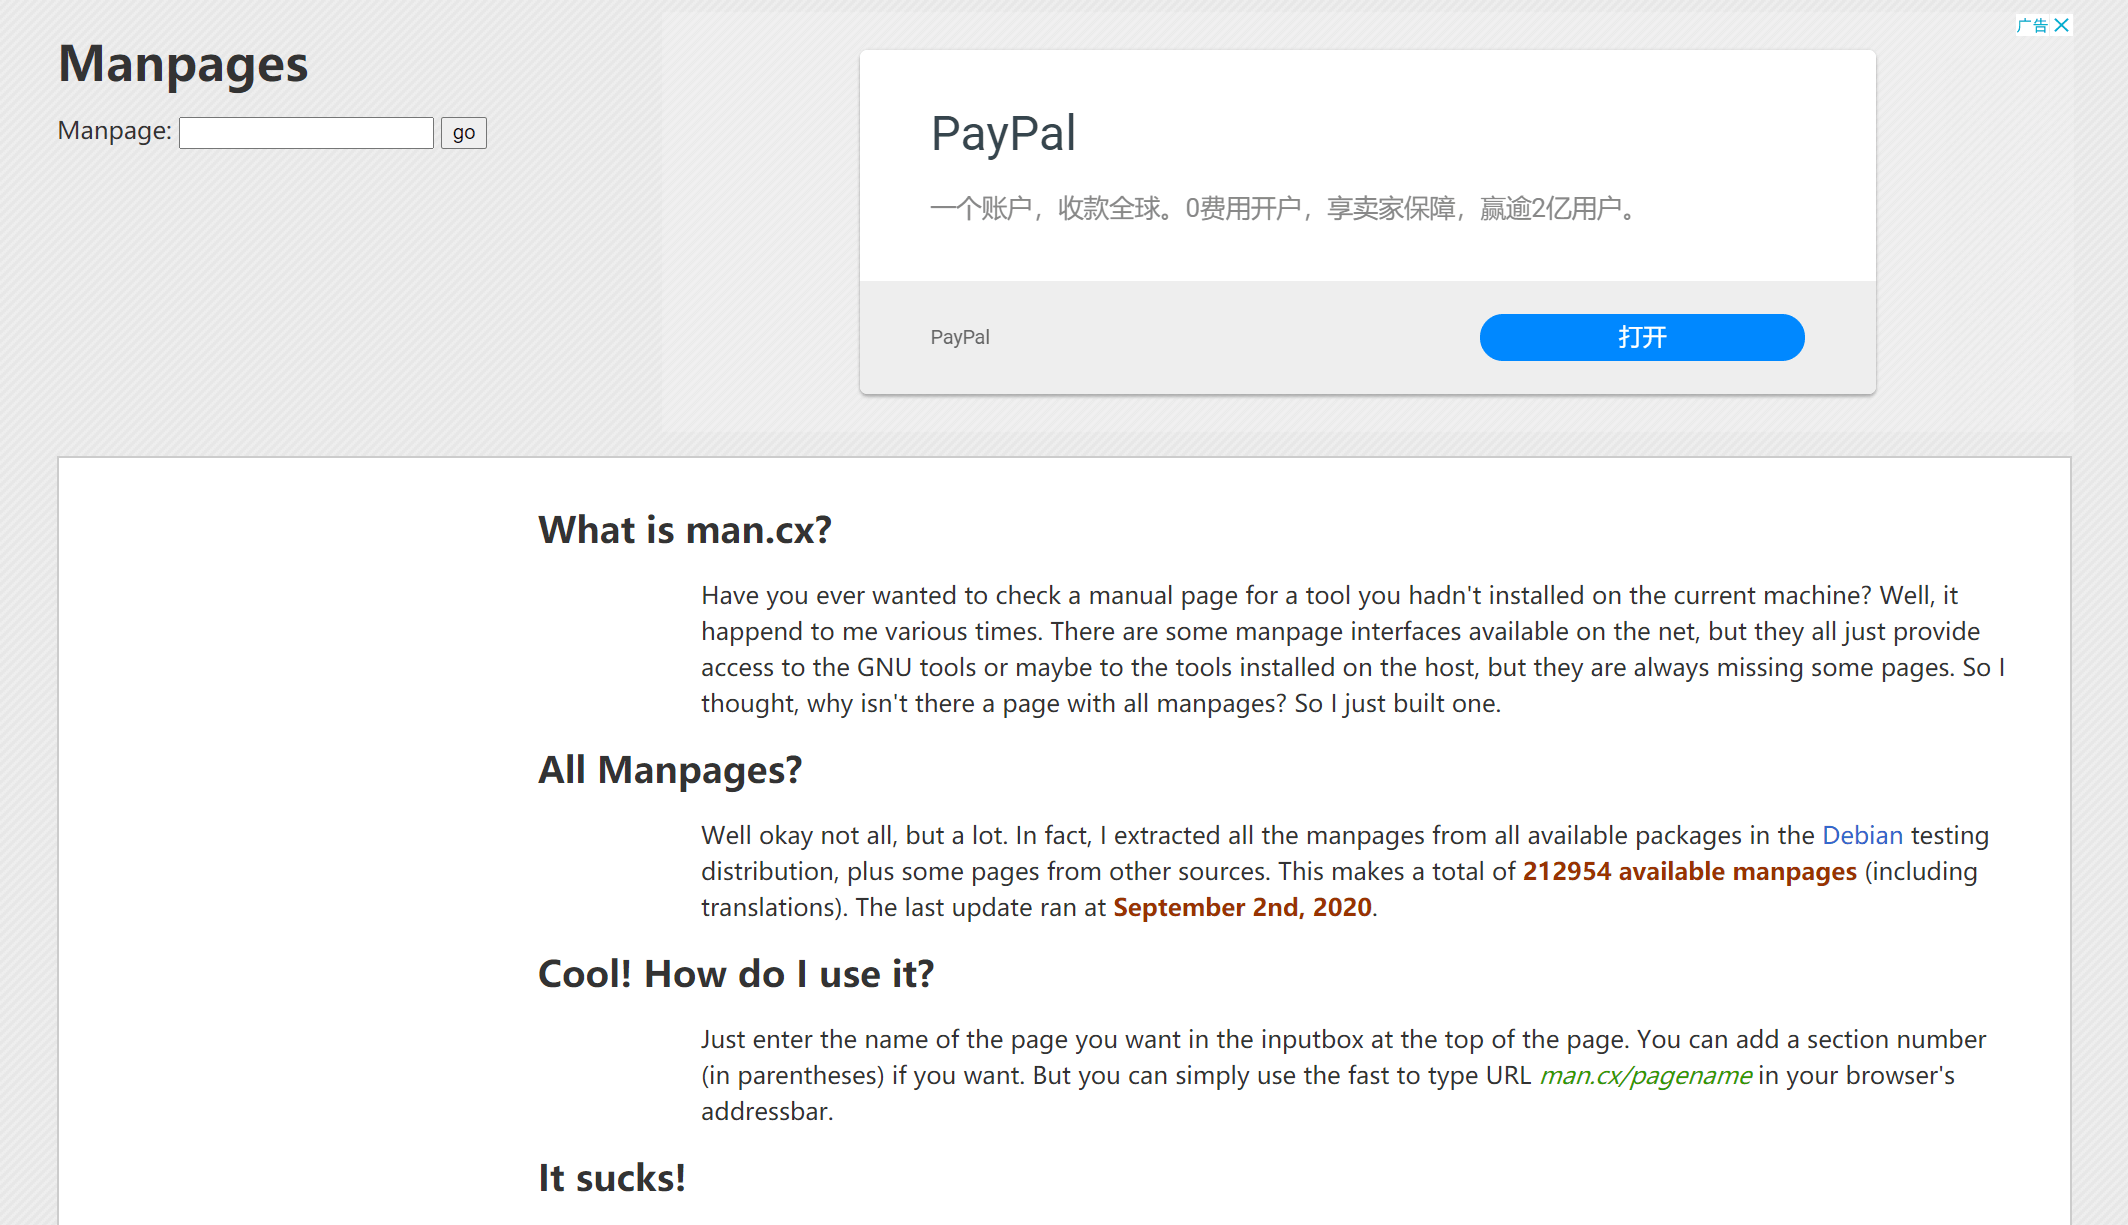 Manpages
Manpage:
go
广告
PayPal
一个账户，收款全球。0费用开户，享卖家保障，赢逾2亿用户。
PayPal
打开
What is man.cx?
Have you ever wanted to check a manual page for a tool you hadn't installed on the current machine? Well, it
happend to me various times. There are some manpage interfaces available on the net, but they all just provide
access to the GNU tools or maybe to the tools installed on the host, but they are always missing some pages. So I
thought, why isn't there a page with all manpages? So I just built one.
All Manpages?
Well okay not all, but a lot. In fact, I extracted all the manpages from all available packages in the Debian testing
distribution, plus some pages from other sources. This makes a total of 212954 available manpages (including
translations). The last update ran at September 2nd, 2020.
Cool! How do I use it?
Just enter the name of the page you want in the inputbox at the top of the page. You can add a section number
(in parentheses) if you want. But you can simply use the fast to type URL man.cx/pagename in your browser's
addressbar.
It sucks!